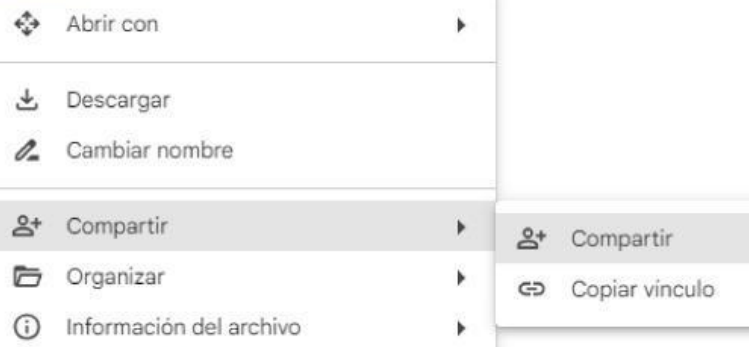 Abrir con
Descargar
Cambiar nombre
Compartir
Compartir
Organizar
Copiar vínculo
Información del archivo